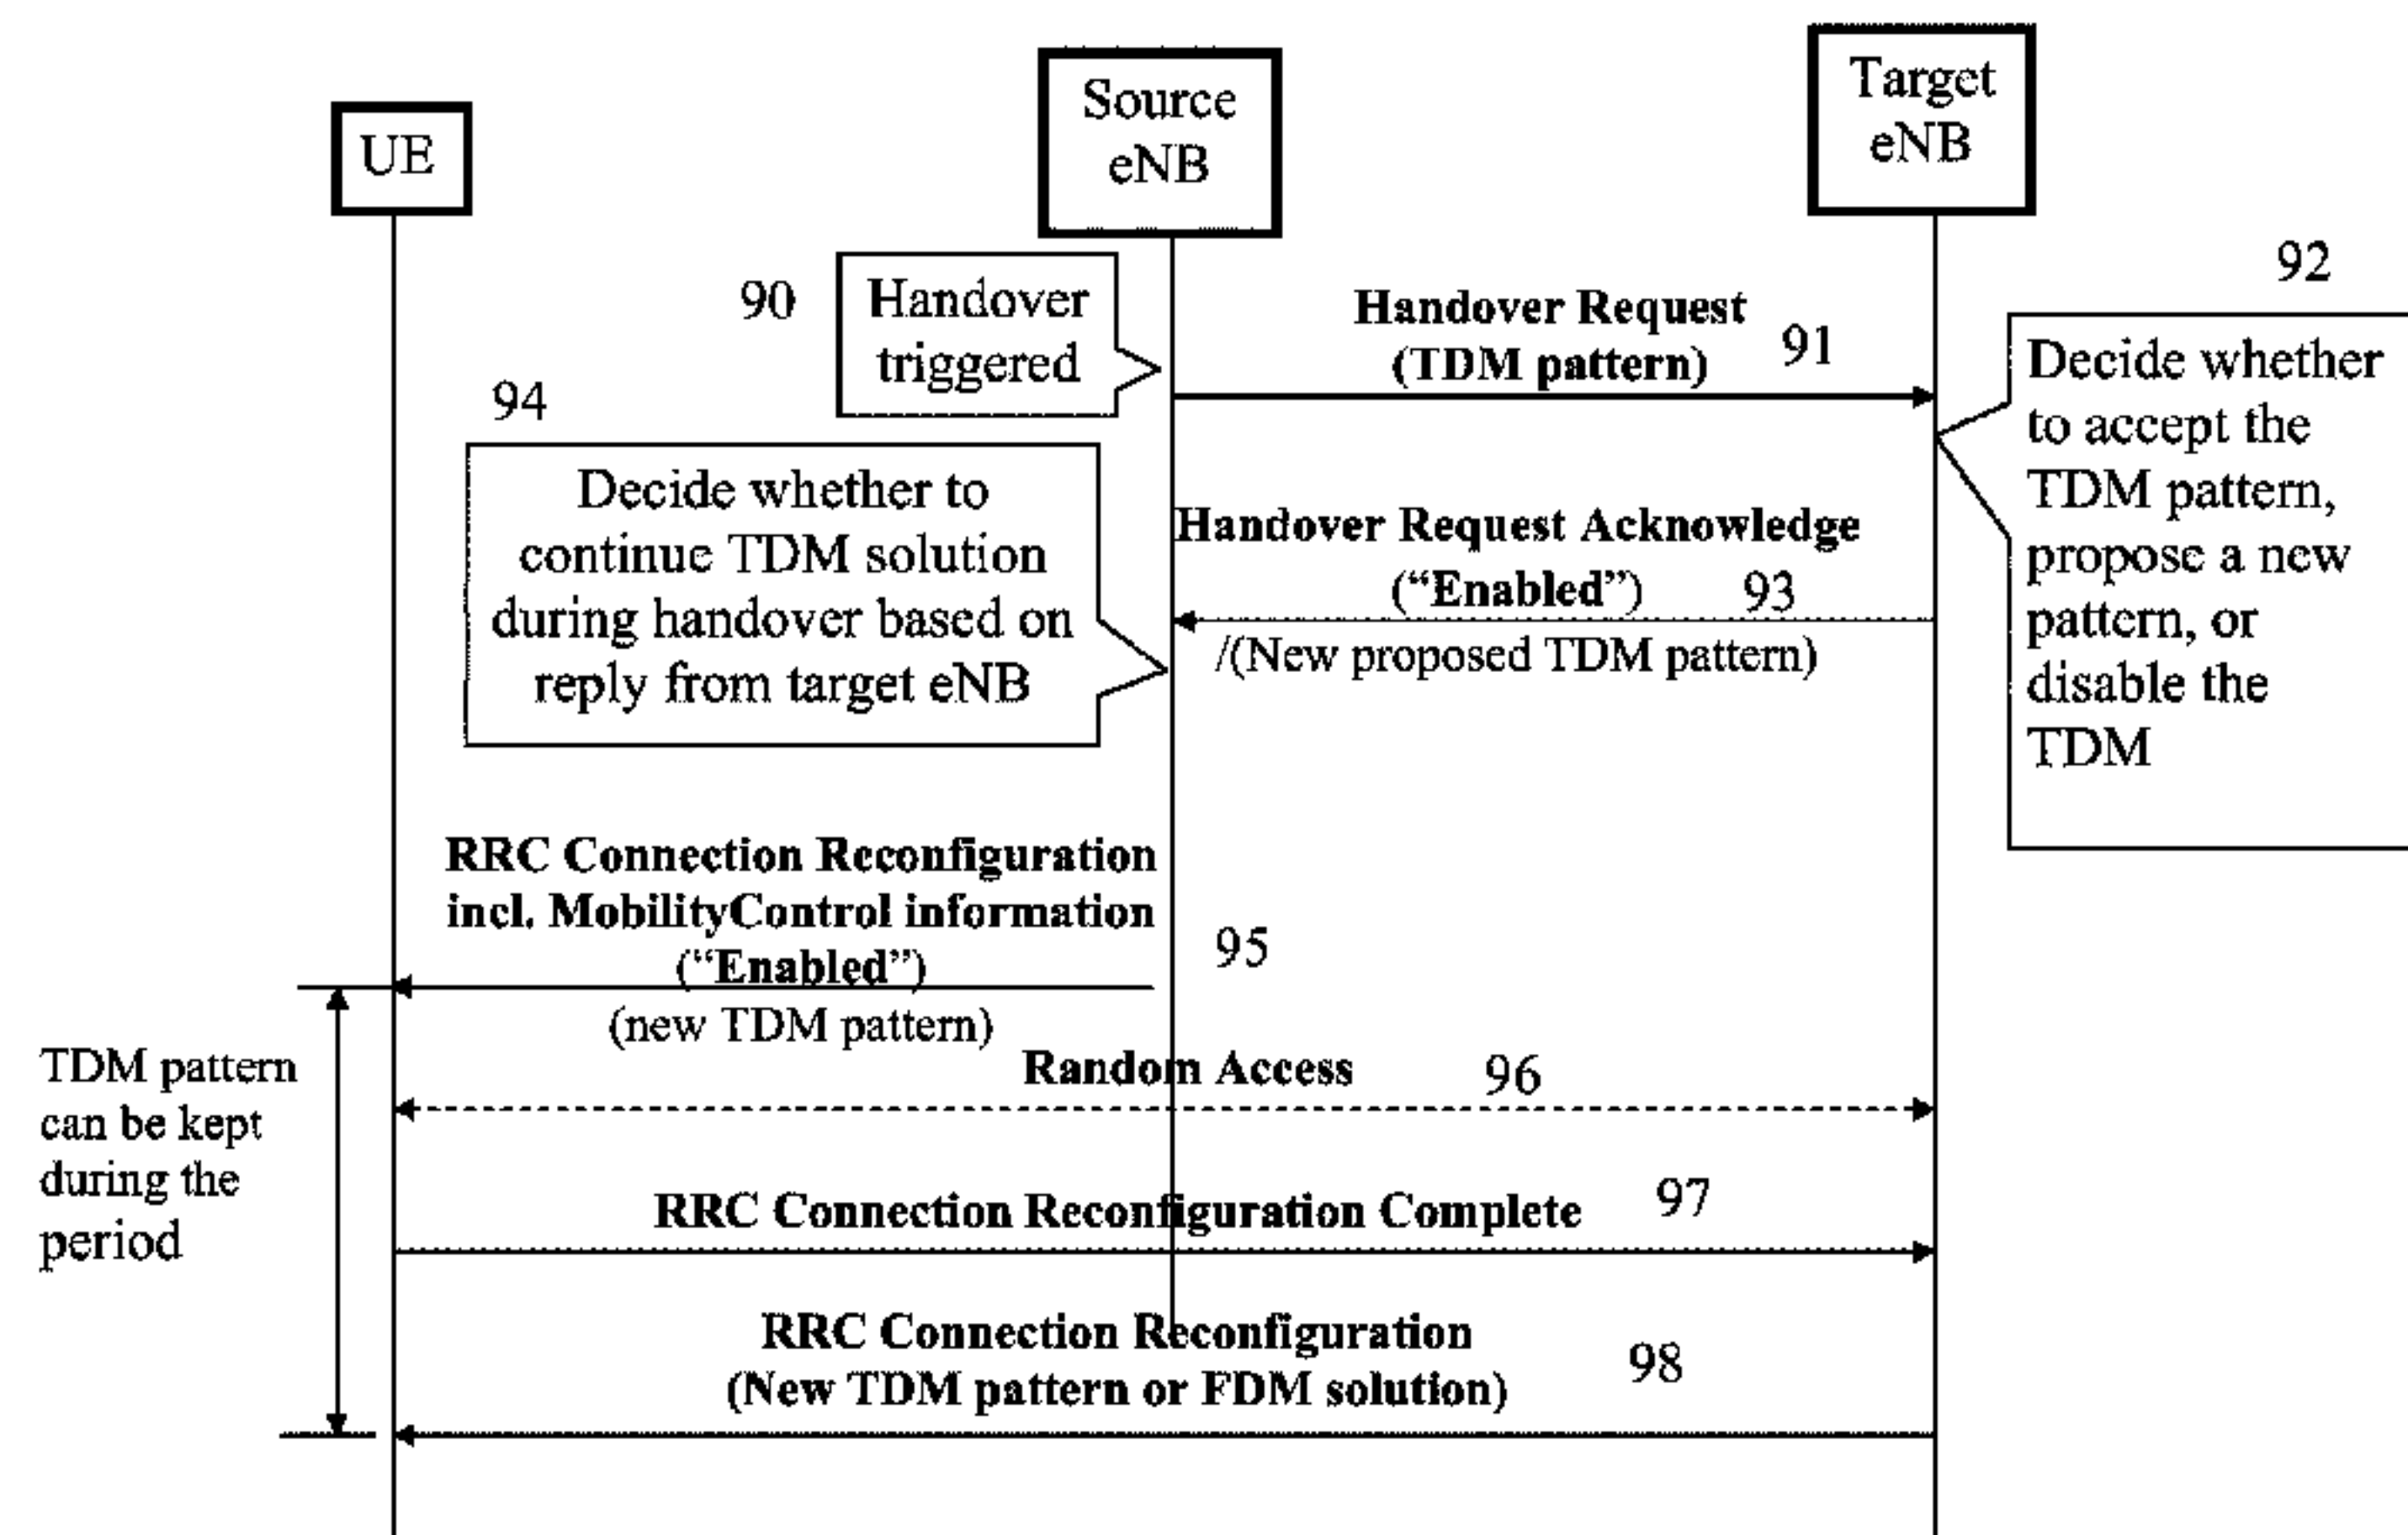 UE
Source
eNB
Target
eNB
90
Handover
triggered
Handover Request
(TDM pattern)
91
92
Decide whether
to accept the
TDM pattern,
propose a new
pattern, or
disable the
TDM
94
Decide whether to
continue TDM solution
during handover based on
reply from target eNB
Handover Request Acknowledge
(“Enabled”)
93
/(New proposed TDM pattern)
RRC Connection Reconfiguration
incl. MobilityControl information
(“Enabled”)
95
(new TDM pattern)
TDM pattern
can be kept
during the
period
Random Access
96
RRC Connection Reconfiguration Complete
97
RRC Connection Reconfiguration
(New TDM pattern or FDM solution)
98